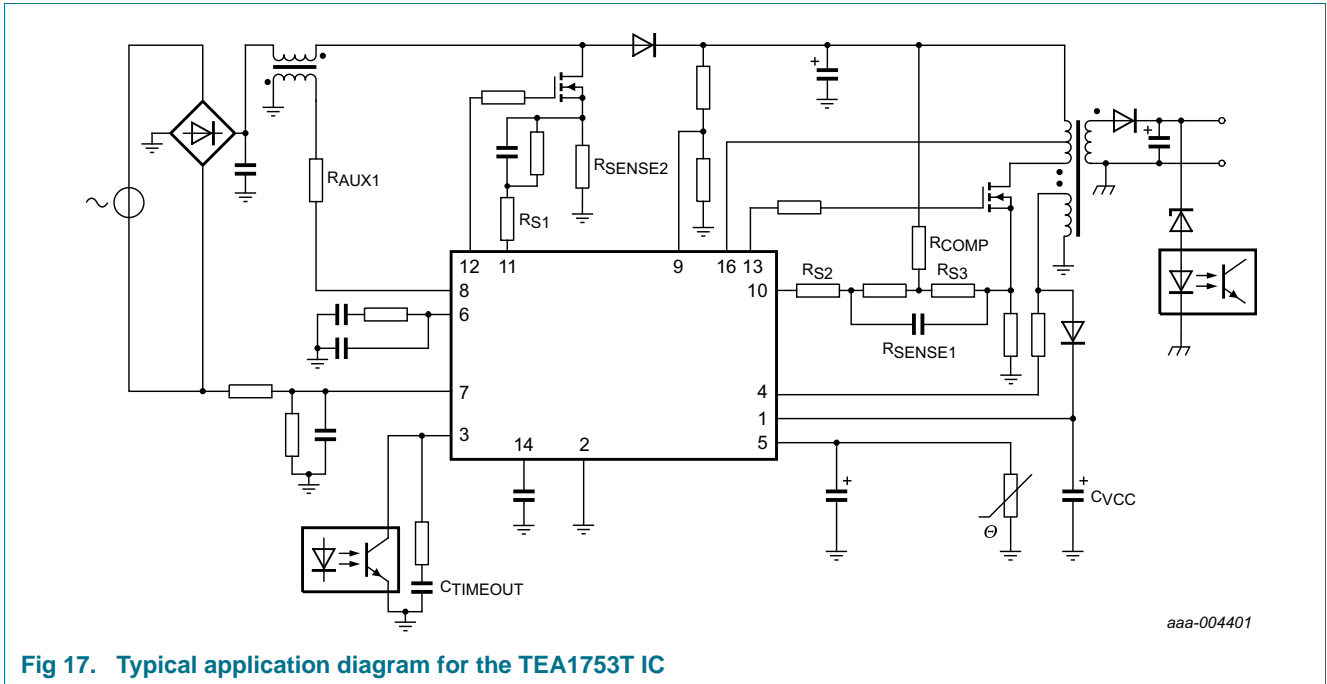 RAUX1
RSENSE2
RS1
12 11 9 16 13
RCOMP
8
10
RS2
RS3
6
RSENSE1
7
4
3
1
14 2
5
CVCC
Θ
CTIMEOUT
aaa-004401
Fig 17. Typical application diagram for the TEA1753T IC